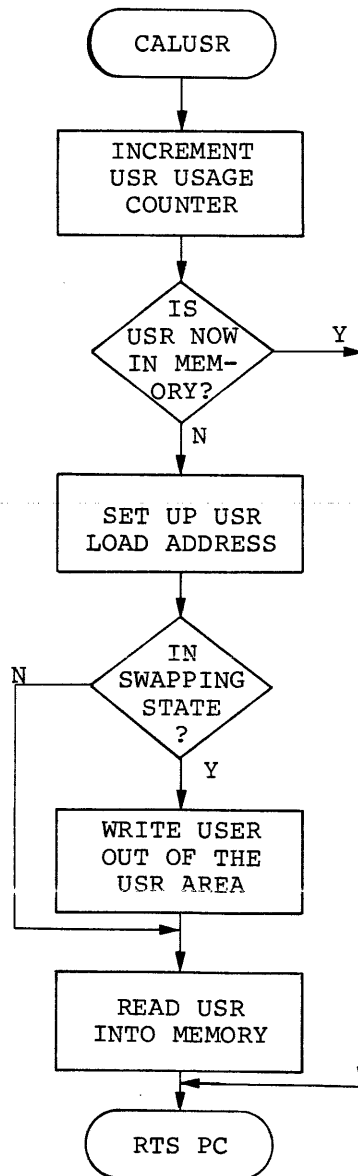 CALUSR
INCREMENT
USR USAGE
COUNTER
IS
USR NOW
IN MEM-
ORY?
Y
N
SET UP USR
LOAD ADDRESS
IN
SWAPPING
STATE
?
N
Y
WRITE USER
OUT OF THE
USR AREA
READ USR
INTO MEMORY
RTS PC